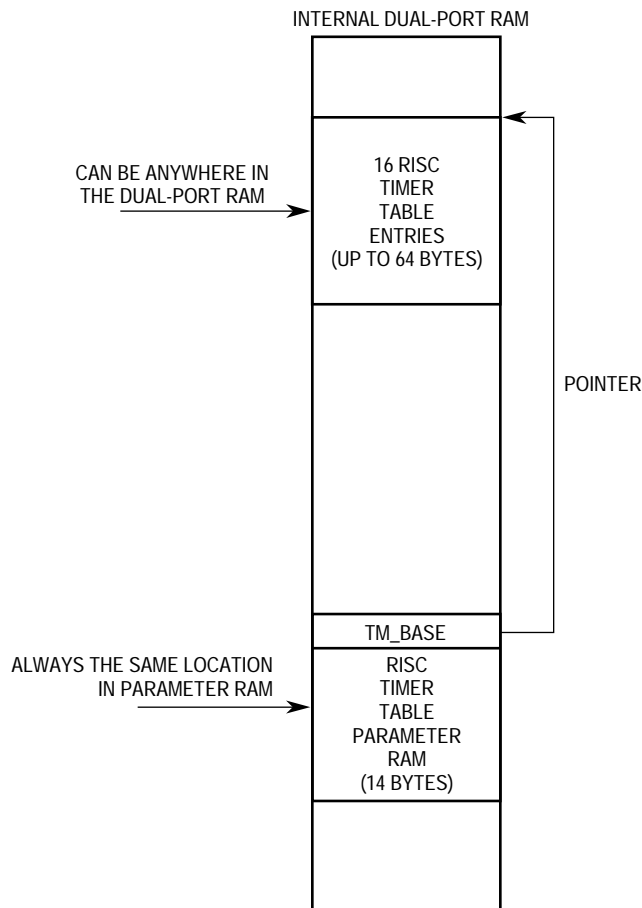 INTERNAL DUAL-PORT RAM
CAN BE ANYWHERE IN
THE DUAL-PORT RAM
16 RISC
TIMER
TABLE
ENTRIES
(UP TO 64 BYTES)
POINTER
TM_BASE
ALWAYS THE SAME LOCATION
IN PARAMETER RAM
RISC
TIMER
TABLE
PARAMETER
RAM
(14 BYTES)